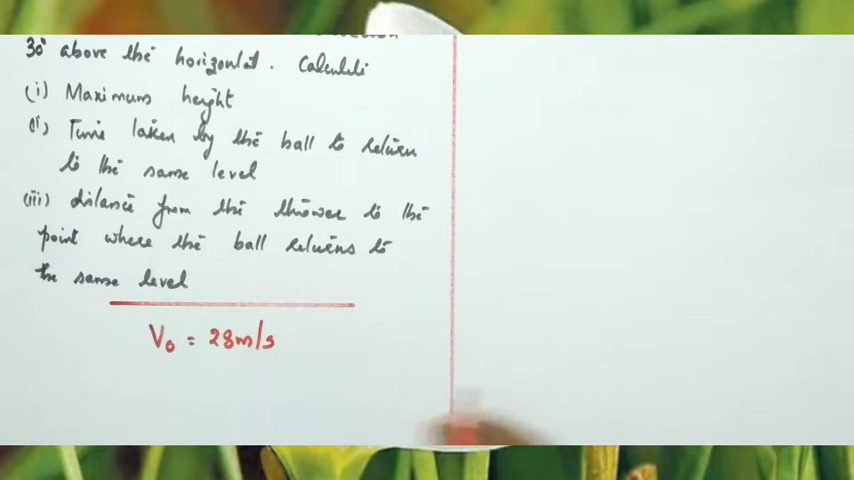 30° above the horizontal. Calculate
(i) Maximum height
(ii) Time taken by the ball to return
to the same level
(iii) distance from the thrower to the
point where the ball returns to
the same level
V₀ = 28m/s